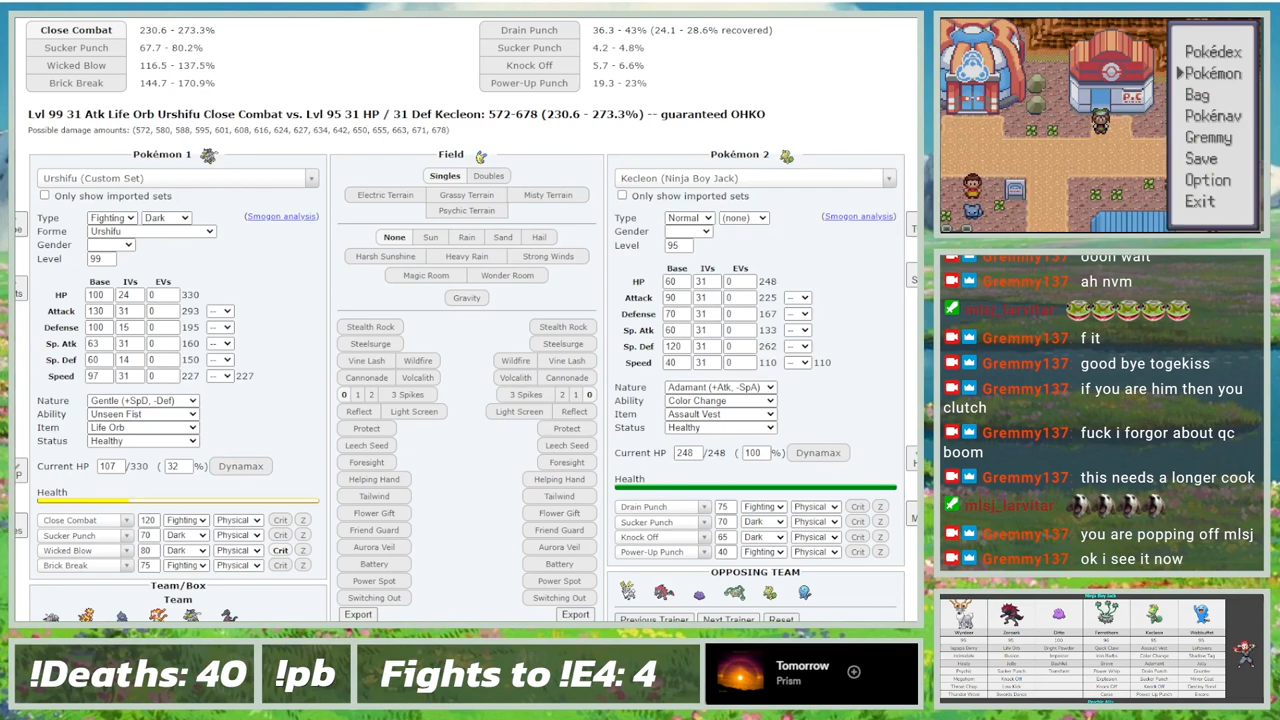 Close Combat 230.6 - 273.3%
Sucker Punch 67.7 - 80.2%
Wicked Blow 116.5 - 137.5%
Brick Break 144.7 - 170.9%
Drain Punch 36.3 - 43% (24.1 - 28.6% recovered)
Sucker Punch 4.2 - 4.8%
Knock Off 5.7 - 6.6%
Power-Up Punch 19.3 - 23%
Lvl 99 31 Atk Life Orb Urshifu Close Combat vs. Lvl 95 31 HP / 31 Def Kecleon: 572-678 (230.6 - 273.3%) -- guaranteed OHKO
Possible damage amounts: (572, 580, 588, 595, 601, 608, 616, 624, 627, 634, 642, 650, 655, 663, 671, 678)
Pokémon 1
Urshifu (Custom Set)
Only show imported sets
Type Fighting Dark (Smogon analysis)
Forme Urshifu
Gender
Level 99
Base IVs EVs
HP 100 24 0 330
Attack 30 31 0 293 --
Defense 100 15 0 195 --
Sp. Atk 63 31 0 160 --
Sp. Def 60 14 0 150 --
Speed 97 31 0 227 -- 227
Nature Gentle (+SpD, -Def)
Ability Unseen Fist
Item Life Orb
Status Healthy
Current HP 107 /330 ( 32 %) Dynamax
Health
Close Combat 120 Fighting Physical Crit Z
Sucker Punch 70 Dark Physical Crit Z
Wicked Blow 80 Dark Physical Crit Z
Brick Break 75 Fighting Physical Crit Z
Team/Box
Team
Field
Singles Doubles
Electric Terrain Grassy Terrain Misty Terrain
Psychic Terrain
None Sun Rain Sand Hail
Harsh Sunshine Heavy Rain Strong Winds
Magic Room Wonder Room
Gravity
Stealth Rock Stealth Rock
Steelsurge Steelsurge
Vine Lash Wildfire Wildfire Vine Lash
Cannonade Volcalith Volcalith Cannonade
0 1 2 3 Spikes 3 Spikes 2 1 0
Reflect Light Screen Light Screen Reflect
Protect Protect
Leech Seed Leech Seed
Foresight Foresight
Helping Hand Helping Hand
Tailwind Tailwind
Flower Gift Flower Gift
Friend Guard Friend Guard
Aurora Veil Aurora Veil
Battery Battery
Power Spot Power Spot
Switching Out Switching Out
Export Export
Pokémon 2
Kecleon (Ninja Boy Jack)
Only show imported sets
Type Normal (none) (Smogon analysis)
Gender
Level 95
Base IVs EVs
HP 60 31 0 248
Attack 90 31 0 225 --
Defense 70 31 0 167 --
Sp. Atk 60 31 0 133 --
Sp. Def 120 31 0 262 --
Speed 40 31 0 110 -- 110
Nature Adamant (+Atk, -SpA)
Ability Color Change
Item Assault Vest
Status Healthy
Current HP 248 /248 ( 100 %) Dynamax
Health
Drain Punch 75 Fighting Physical Crit Z
Sucker Punch 70 Dark Physical Crit Z
Knock Off 65 Dark Physical Crit Z
Power-Up Punch 40 Fighting Physical Crit Z
OPPOSING TEAM
Previous Trainer Next Trainer Reset
P.C
Pokédex
Pokémon
Bag
Pokénav
Gremmy
Save
Option
Exit
Gremmy137 oooh wait
Gremmy137 ah nvm
mlsj_larvitar
Gremmy137 f it
Gremmy137 good bye togekiss
Gremmy137 if you are him then you
clutch
Gremmy137 fuck i forgor about qc
boom
Gremmy137 this needs a longer cook
mlsj_larvitar
Gremmy137 you are popping off mlsj
Gremmy137 ok i see it now
Tomorrow
Prism
Ninja Boy Jack
Wyrdeer Zoroark Ditto Ferrothorn Kecleon Wobbuffet